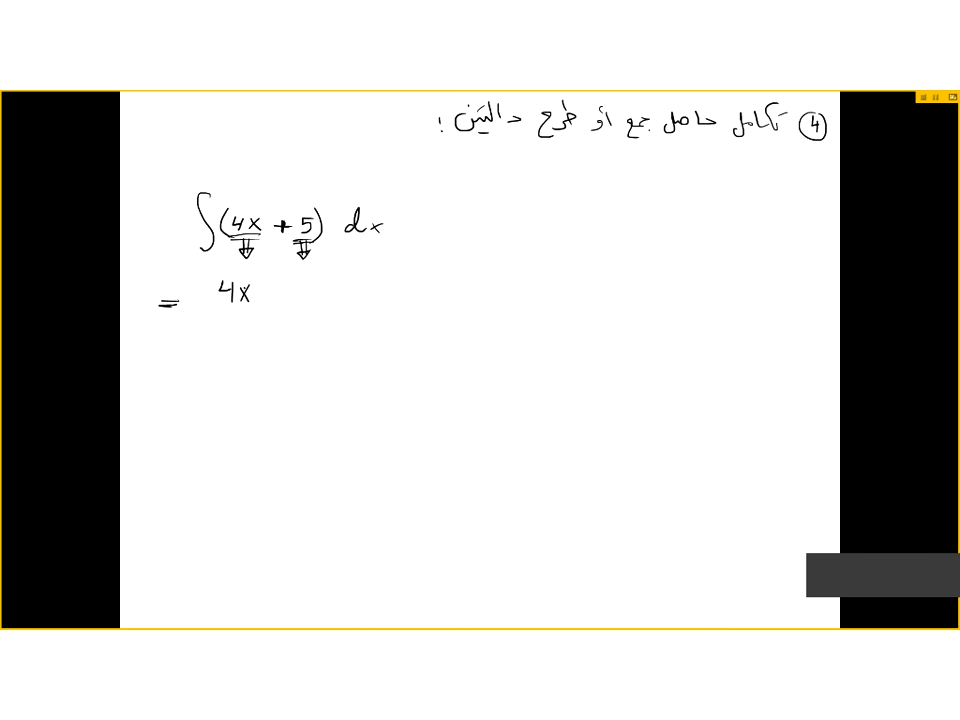 ④ تكامل حاصل جمع أو طرح دالتين :
∫(4x + 5) dx
= 4x